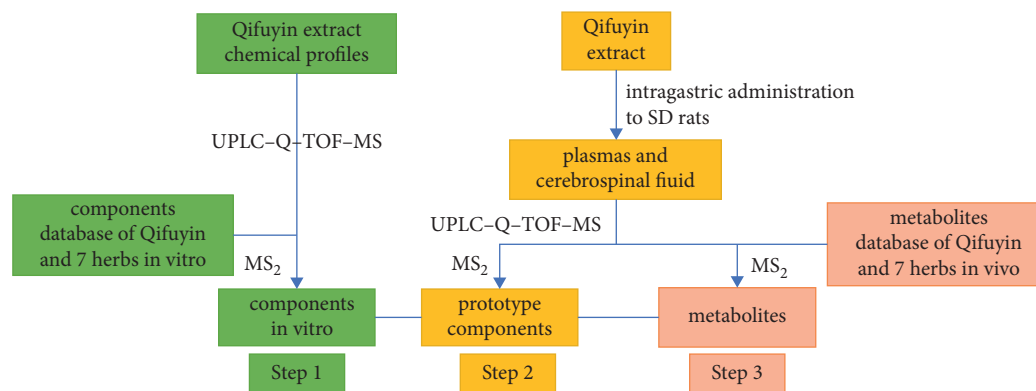 Qifuyin extract
chemical profiles
UPLC–Q–TOF–MS
components
database of Qifuyin
and 7 herbs in vitro
MS2
components
in vitro
Step 1
Qifuyin
extract
intragastric administration
to SD rats
plasmas and
cerebrospinal fiuid
UPLC–Q–TOF–MS
MS2
prototype
components
Step 2
metabolites
database of Qifuyin
and 7 herbs in vivo
MS2
metabolites
Step 3